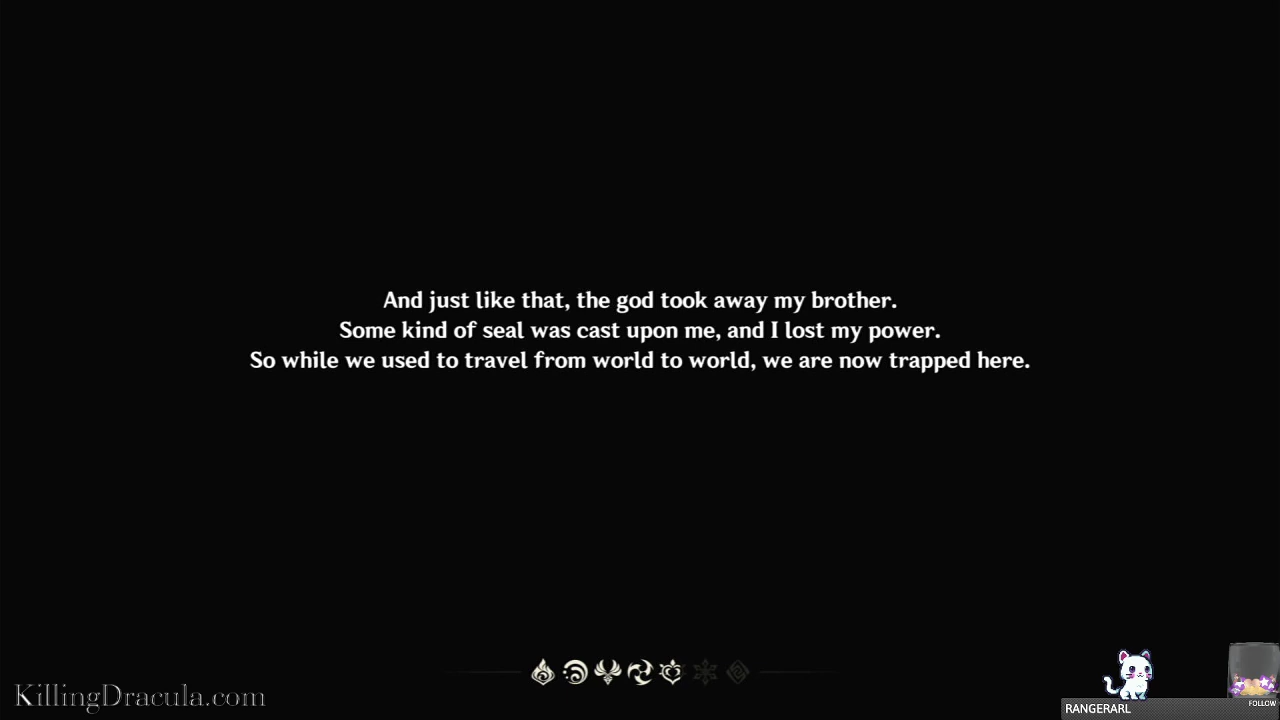 And just like that, the god took away my brother.
Some kind of seal was cast upon me, and I lost my power.
So while we used to travel from world to world, we are now trapped here.
KillingDracula.com
RANGERARL
FOLLOW